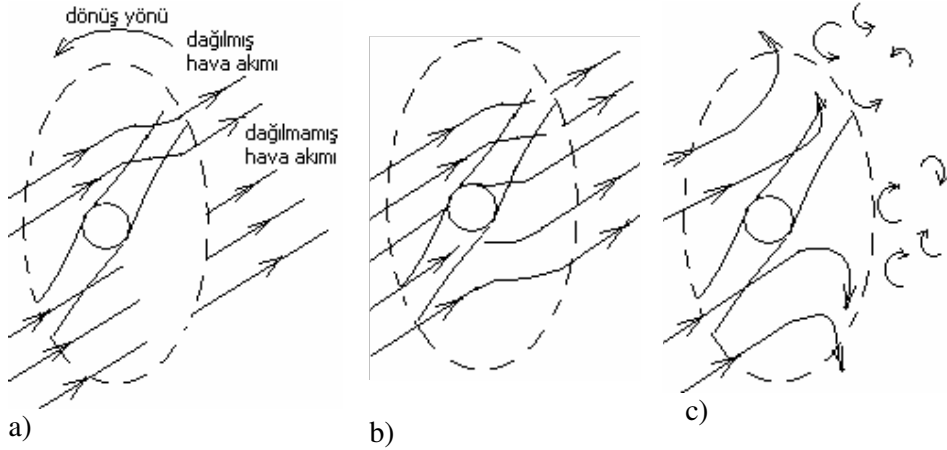 dönüş yönü
dağılmış
hava akımı
dağılmamış
hava akımı
a)
b)
c)